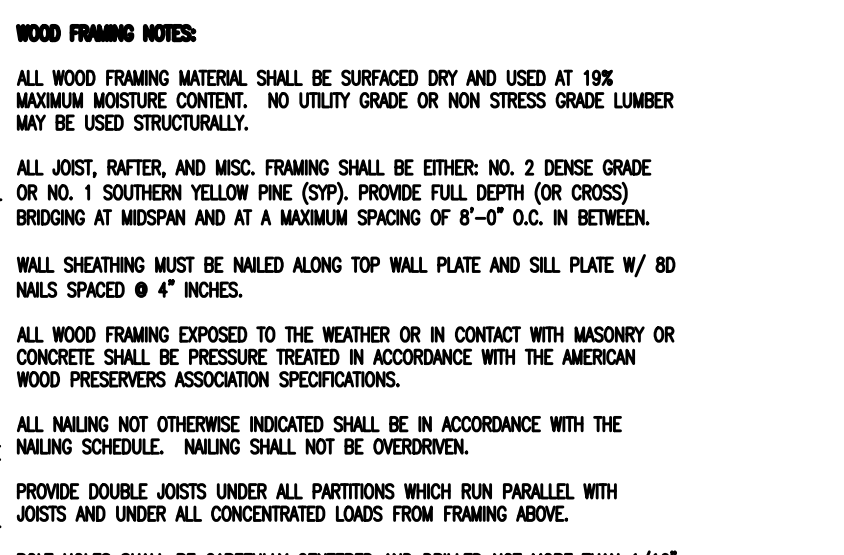 WOOD FRAMING NOTES:
ALL WOOD FRAMING MATERIAL SHALL BE SURFACED DRY AND USED AT 19%
MAXIMUM MOISTURE CONTENT.  NO UTILITY GRADE OR NON STRESS GRADE LUMBER
MAY BE USED STRUCTURALLY.
ALL JOIST, RAFTER, AND MISC. FRAMING SHALL BE EITHER: NO. 2 DENSE GRADE
OR NO. 1 SOUTHERN YELLOW PINE (SYP). PROVIDE FULL DEPTH (OR CROSS)
BRIDGING AT MIDSPAN AND AT A MAXIMUM SPACING OF 8'-0" O.C. IN BETWEEN.
WALL SHEATHING MUST BE NAILED ALONG TOP WALL PLATE AND SILL PLATE W/ 8D
NAILS SPACED @ 4" INCHES.
ALL WOOD FRAMING EXPOSED TO THE WEATHER OR IN CONTACT WITH MASONRY OR
CONCRETE SHALL BE PRESSURE TREATED IN ACCORDANCE WITH THE AMERICAN
WOOD PRESERVERS ASSOCIATION SPECIFICATIONS.
ALL NAILING NOT OTHERWISE INDICATED SHALL BE IN ACCORDANCE WITH THE
NAILING SCHEDULE.  NAILING SHALL NOT BE OVERDRIVEN.
PROVIDE DOUBLE JOISTS UNDER ALL PARTITIONS WHICH RUN PARALLEL WITH
JOISTS AND UNDER ALL CONCENTRATED LOADS FROM FRAMING ABOVE.